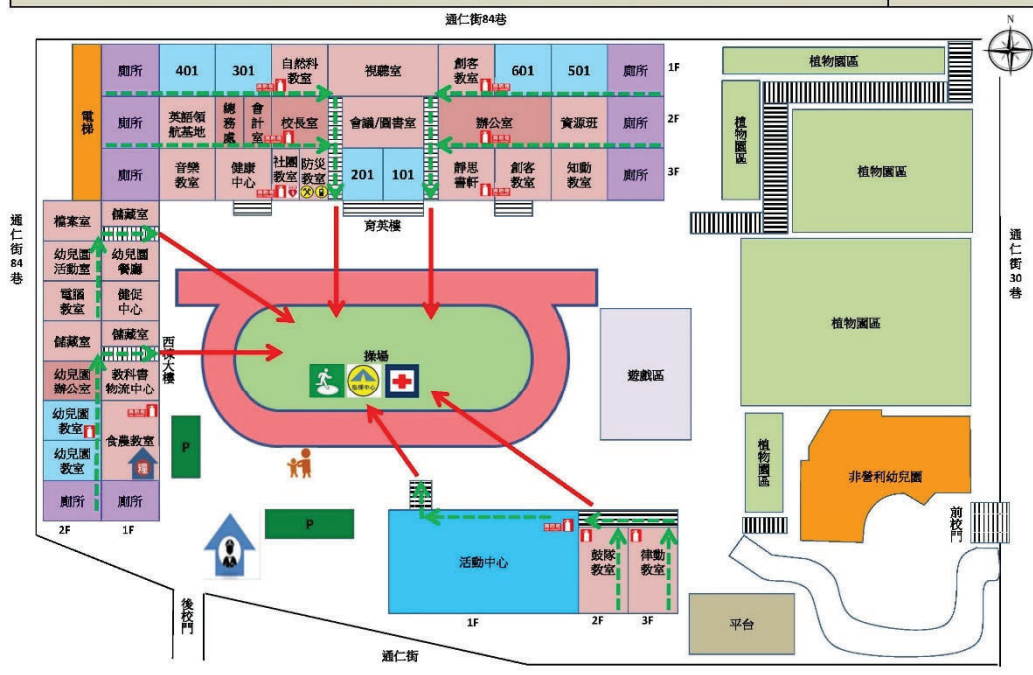 通仁街84巷
N
電梯
廁所
401
301
自然科
教室
視聽室
創客
教室
601
501
廁所
1F
廁所
英語領
航基地
總務處
會計室
校長室
會議/圖書室
辦公室
資源班
廁所
2F
廁所
音樂
教室
健康
中心
社團
教室
防災
教室
201
101
靜思
書軒
創客
教室
知動
教室
廁所
3F
育英樓
植物園區
植物園區
植物園區
植物園區
植物園區
通仁街84巷
通仁街30巷
檔案室
儲藏室
幼兒園
活動室
幼兒園
餐廳
電腦
教室
健促
中心
儲藏室
儲藏室
幼兒園
辦公室
教科書
物流中心
幼兒園
教室
食農教室
幼兒園
教室
糧
廁所
廁所
2F
1F
西棟大樓
操場
指揮中心
遊戲區
P
P
非營利幼兒園
前校門
活動中心
鼓隊
教室
律動
教室
1F
2F
3F
平台
後校門
通仁街